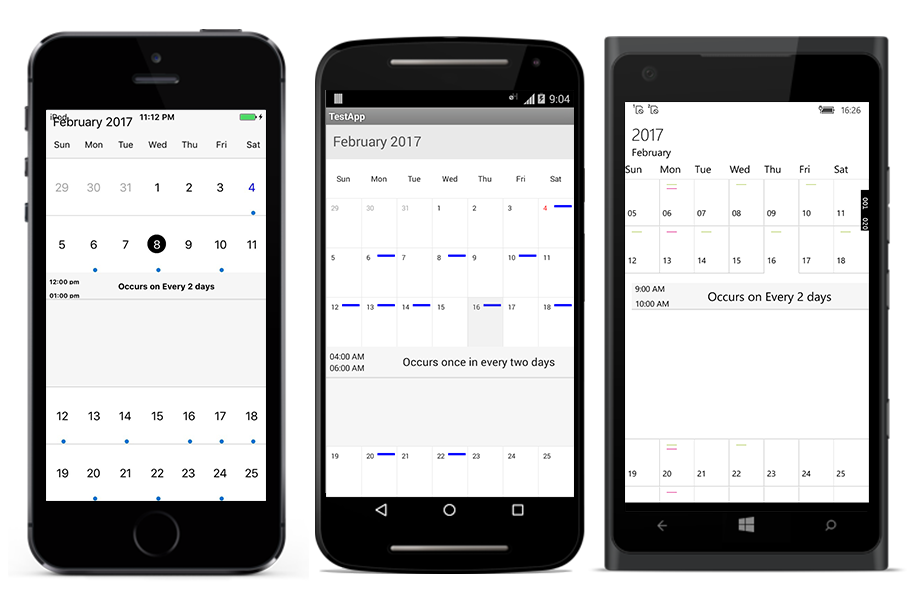 iPod 11:12 PM
February 2017
Sun Mon Tue Wed Thu Fri Sat
29 30 31 1 2 3 4
5 6 7 8 9 10 11
12:00 pm
Occurs on Every 2 days
01:00 pm
12 13 14 15 16 17 18
19 20 21 22 23 24 25
9:04
TestApp
February 2017
Sun Mon Tue Wed Thu Fri Sat
29 30 31 1 2 3 4
5 6 7 8 9 10 11
12 13 14 15 16 17 18
04:00 AM
Occurs once in every two days
06:00 AM
19 20 21 22 23 24 25
16:26
2017
February
Sun Mon Tue Wed Thu Fri Sat
001 020
05 06 07 08 09 10 11
12 13 14 15 16 17 18
9:00 AM
Occurs on Every 2 days
10:00 AM
19 20 21 22 23 24 25